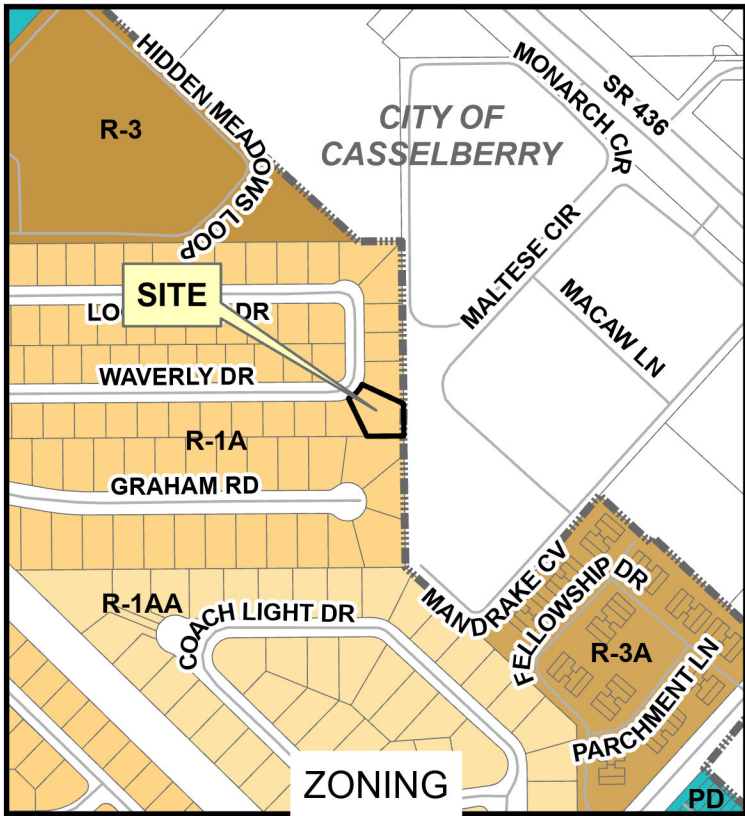 HIDDEN MEADOWS LOOP
R-3
CITY OF
CASSELBERRY
MONARCH CIR
SR 436
SITE
LO DR
MALTESE CIR
MACAW LN
WAVERLY DR
R-1A
GRAHAM RD
R-1AA
COACH LIGHT DR
MANDRAKE CV
FELLOWSHIP DR
R-3A
PARCHMENT LN
ZONING
PD